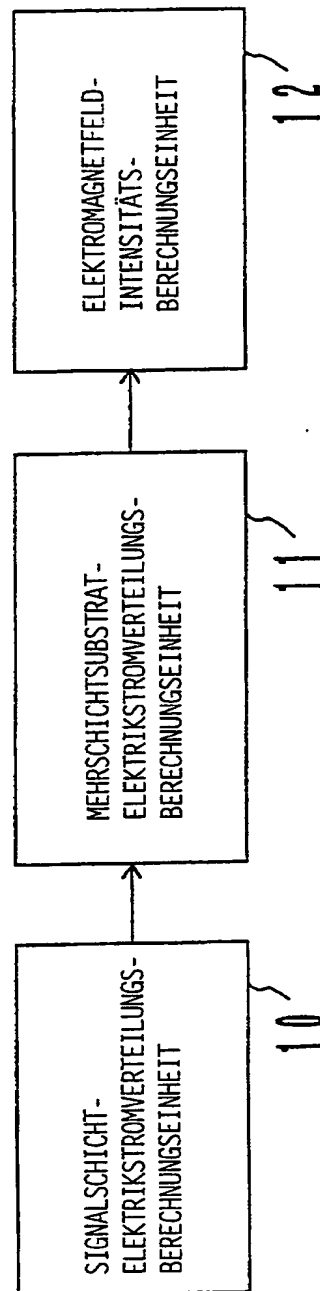 SIGNALSCHICHT-
ELEKTRIKSTROMVERTEILUNGS-
BERECHNUNGSEINHEIT
10
MEHRSCHICHTSUBSTRAT-
ELEKTRIKSTROMVERTEILUNGS-
BERECHNUNGSEINHEIT
11
ELEKTROMAGNETFELD-
INTENSITÄTS-
BERECHNUNGSEINHEIT
12